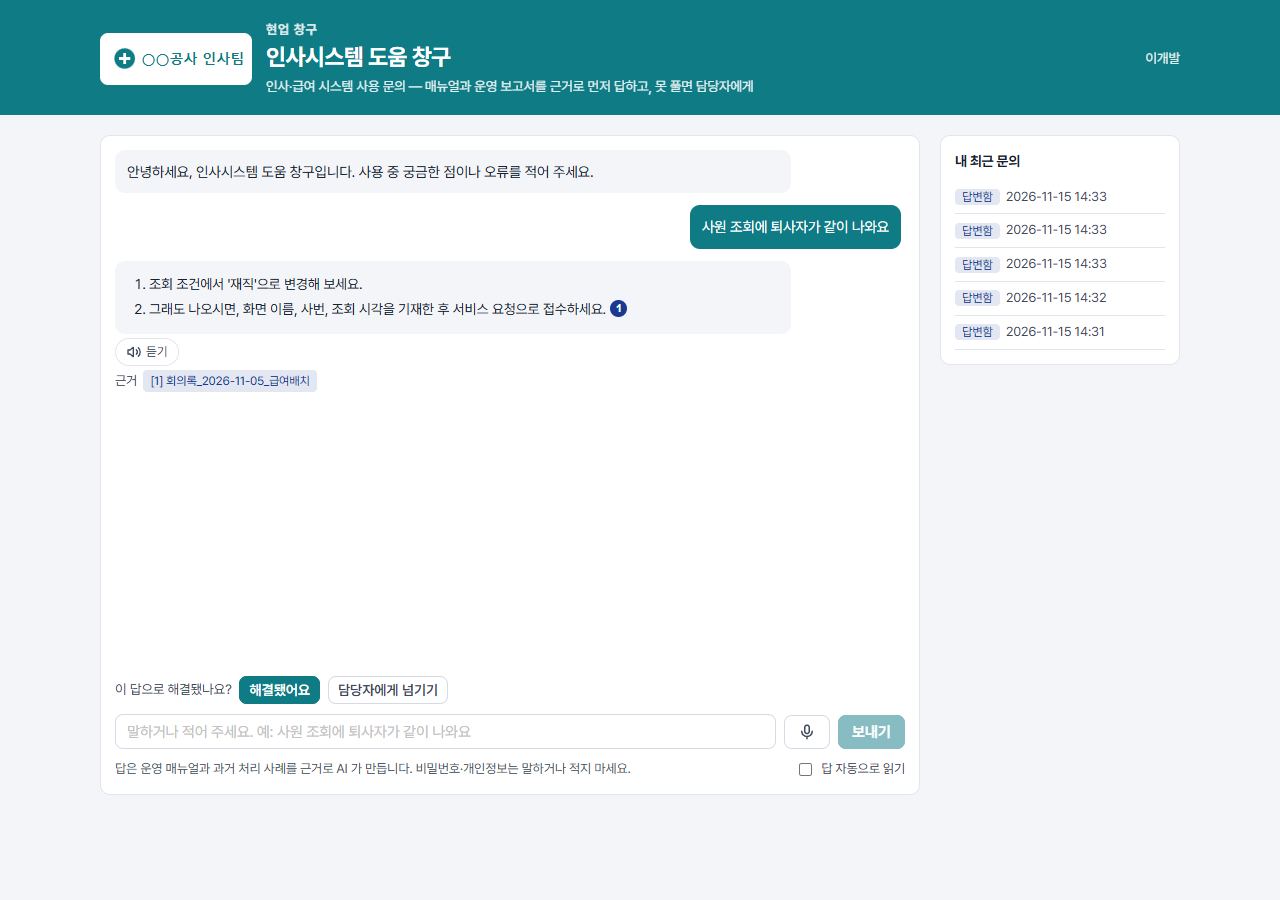 ○○공사 인사팀
현업 창구
인사시스템 도움 창구
인사·급여 시스템 사용 문의 — 매뉴얼과 운영 보고서를 근거로 먼저 답하고, 못 풀면 담당자에게
이개발
안녕하세요, 인사시스템 도움 창구입니다. 사용 중 궁금한 점이나 오류를 적어 주세요.
사원 조회에 퇴사자가 같이 나와요
1. 조회 조건에서 '재직'으로 변경해 보세요.
2. 그래도 나오시면, 화면 이름, 사번, 조회 시각을 기재한 후 서비스 요청으로 접수하세요. 1
듣기
근거 [1] 회의록_2026-11-05_급여배치
이 답으로 해결됐나요? 해결됐어요 담당자에게 넘기기
말하거나 적어 주세요. 예: 사원 조회에 퇴사자가 같이 나와요 보내기
답은 운영 매뉴얼과 과거 처리 사례를 근거로 AI 가 만듭니다. 비밀번호·개인정보는 말하거나 적지 마세요. 답 자동으로 읽기
내 최근 문의
답변함 2026-11-15 14:33
답변함 2026-11-15 14:33
답변함 2026-11-15 14:33
답변함 2026-11-15 14:32
답변함 2026-11-15 14:31